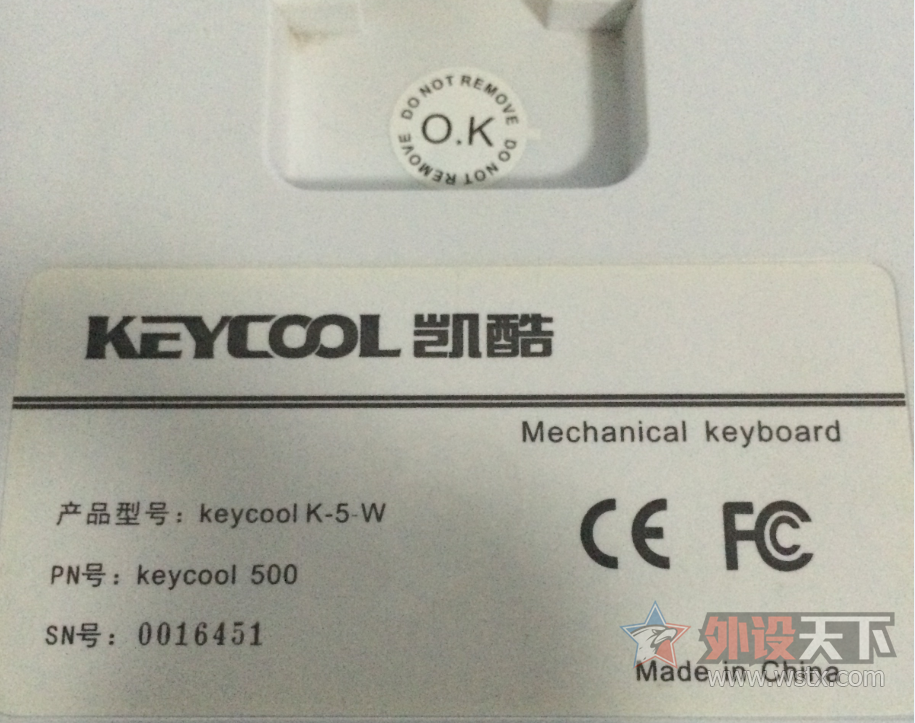 DO NOT REMOVE
O.K
DO NOT REMOVE
KEYCOOL 凯酷
Mechanical keyboard
产品型号：keycool K-5-W
CE FC
PN号：keycool 500
SN号：0016451
外设天下
Made in China
www.wstx.com